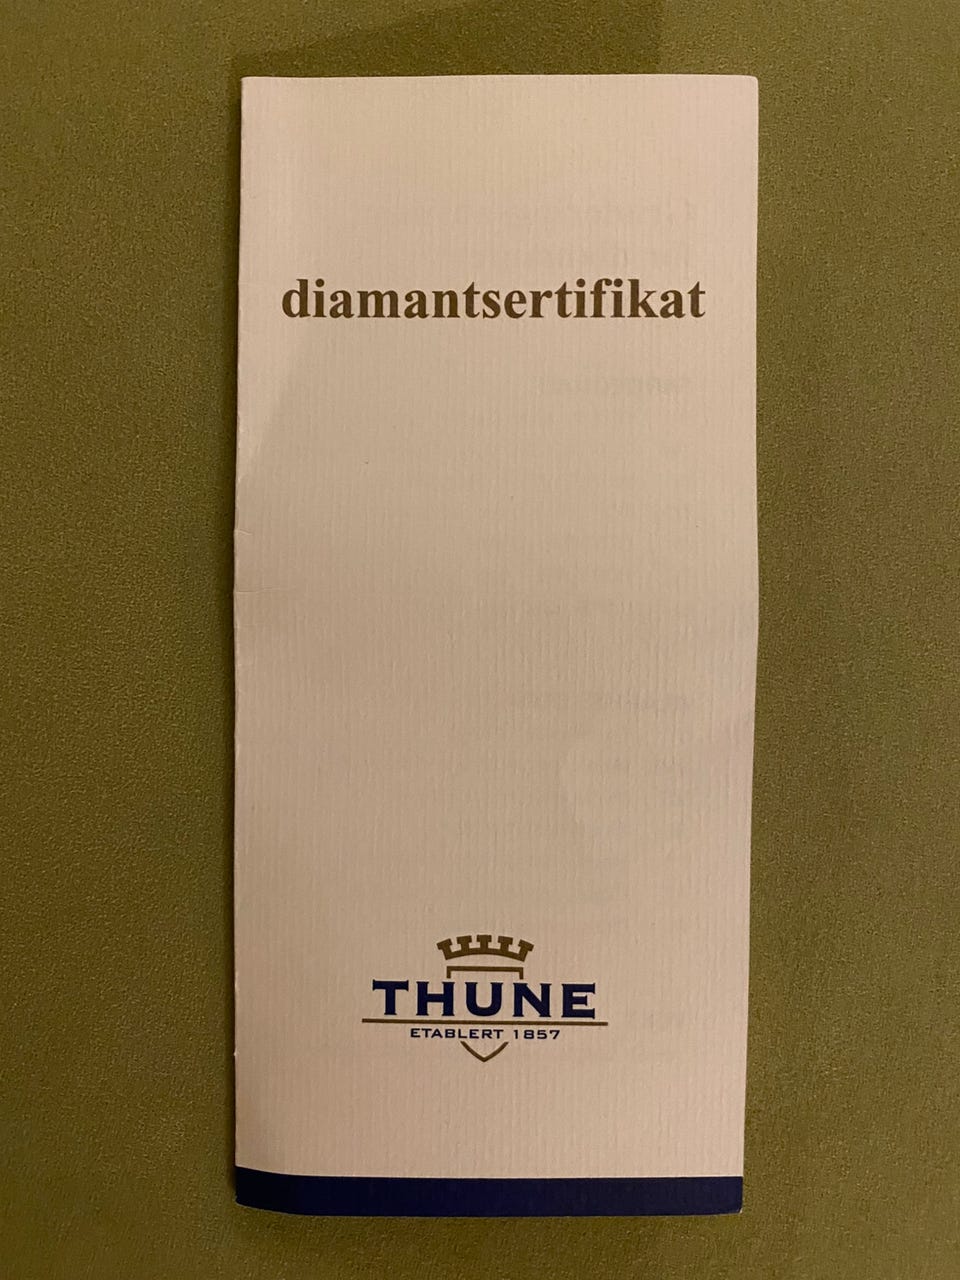 diamantsertifikat
THUNE
ETABLERT 1857